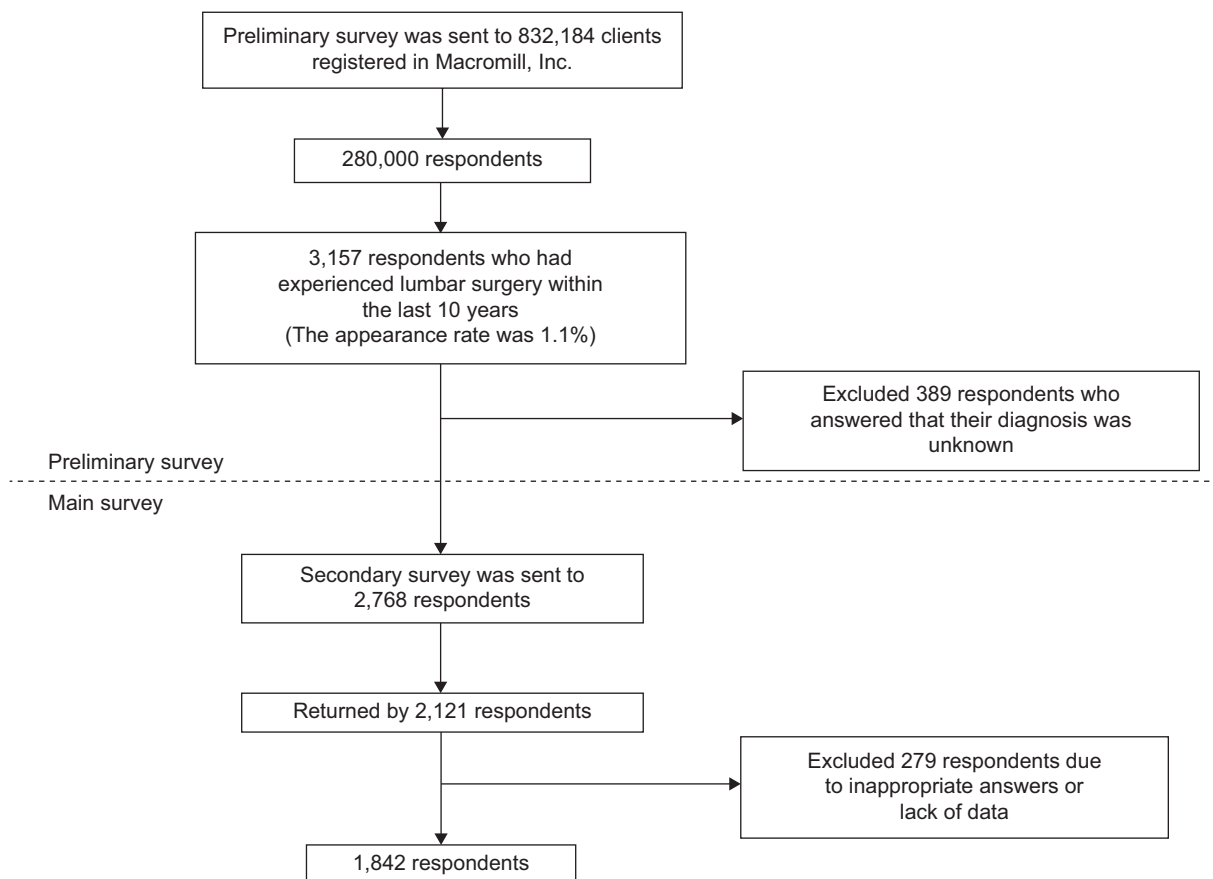 Preliminary survey was sent to 832,184 clients
registered in Macromill, Inc.
280,000 respondents
3,157 respondents who had
experienced lumbar surgery within
the last 10 years
(The appearance rate was 1.1%)
Excluded 389 respondents who
answered that their diagnosis was
unknown
Preliminary survey
Main survey
Secondary survey was sent to
2,768 respondents
Returned by 2,121 respondents
Excluded 279 respondents due
to inappropriate answers or
lack of data
1,842 respondents